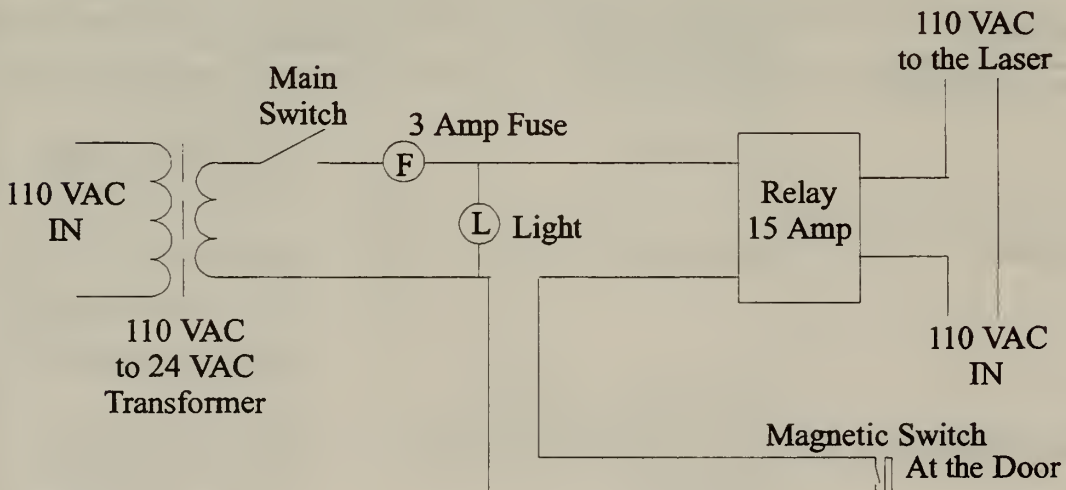 110 VAC
to the Laser
Main
Switch
3 Amp Fuse
F
110 VAC
IN
L
Light
Relay
15 Amp
110 VAC
to 24 VAC
Transformer
110 VAC
IN
Magnetic Switch
At the Door